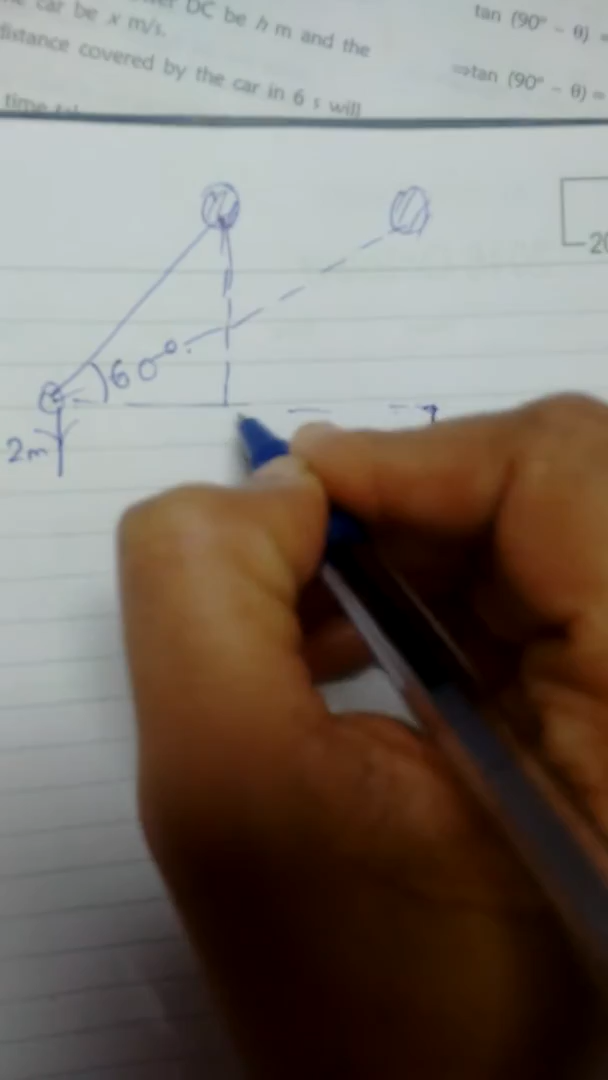 car be x m/s.
DC be h m and the
distance covered by the car in 6 s will
tan (90° – θ) =
⇒tan (90° – θ) =
60°
2m